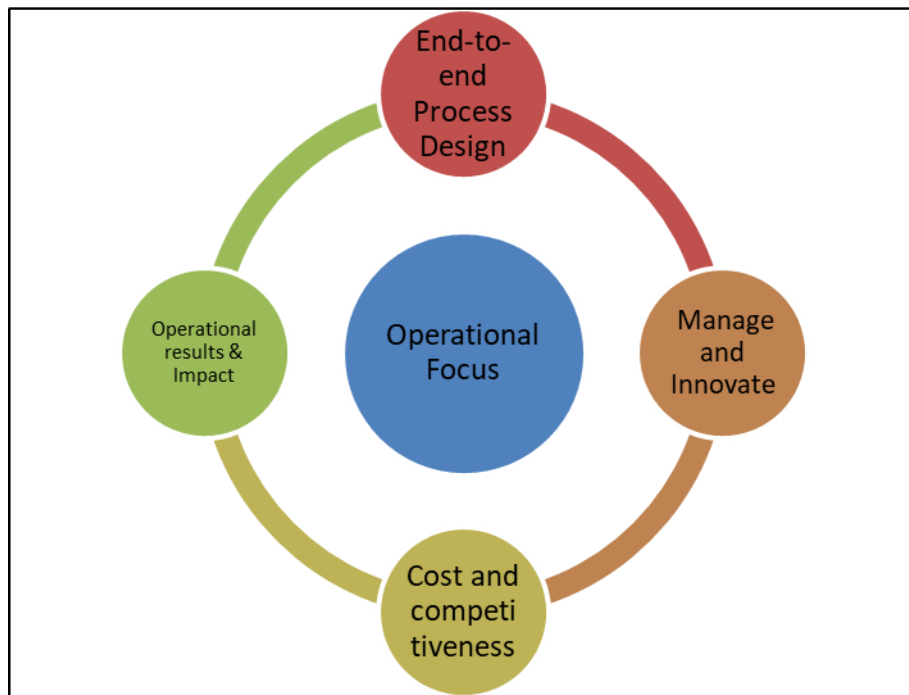 End-to-
end
Process
Design
Operational
results &
Impact
Operational
Focus
Manage
and
Innovate
Cost and
competi
tiveness